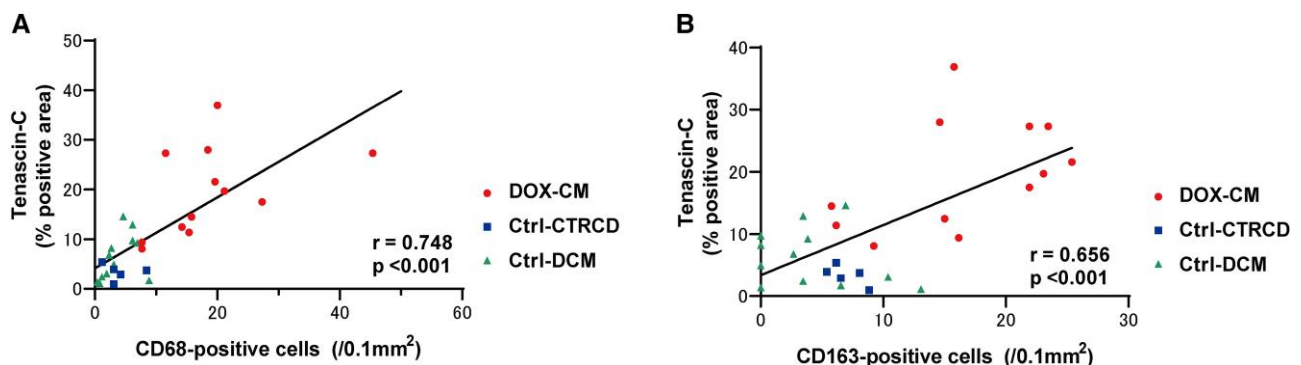 A
50
40
30
20
10
0
Tenascin-C
(% positive area)
0 20 40 60
CD68-positive cells (/0.1mm²)
r = 0.748
p <0.001
DOX-CM
Ctrl-CTRCD
Ctrl-DCM
B
40
30
20
10
0
Tenascin-C
(% positive area)
0 10 20 30
CD163-positive cells (/0.1mm²)
r = 0.656
p <0.001
DOX-CM
Ctrl-CTRCD
Ctrl-DCM